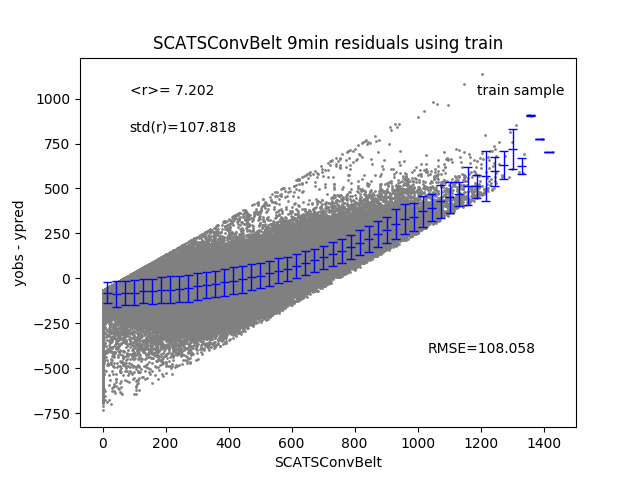 SCATSConvBelt 9min residuals using train
<r>= 7.202
train sample
std(r)=107.818
RMSE=108.058
yobs - ypred
1000
750
500
250
0
−250
−500
−750
0 200 400 600 800 1000 1200 1400
SCATSConvBelt